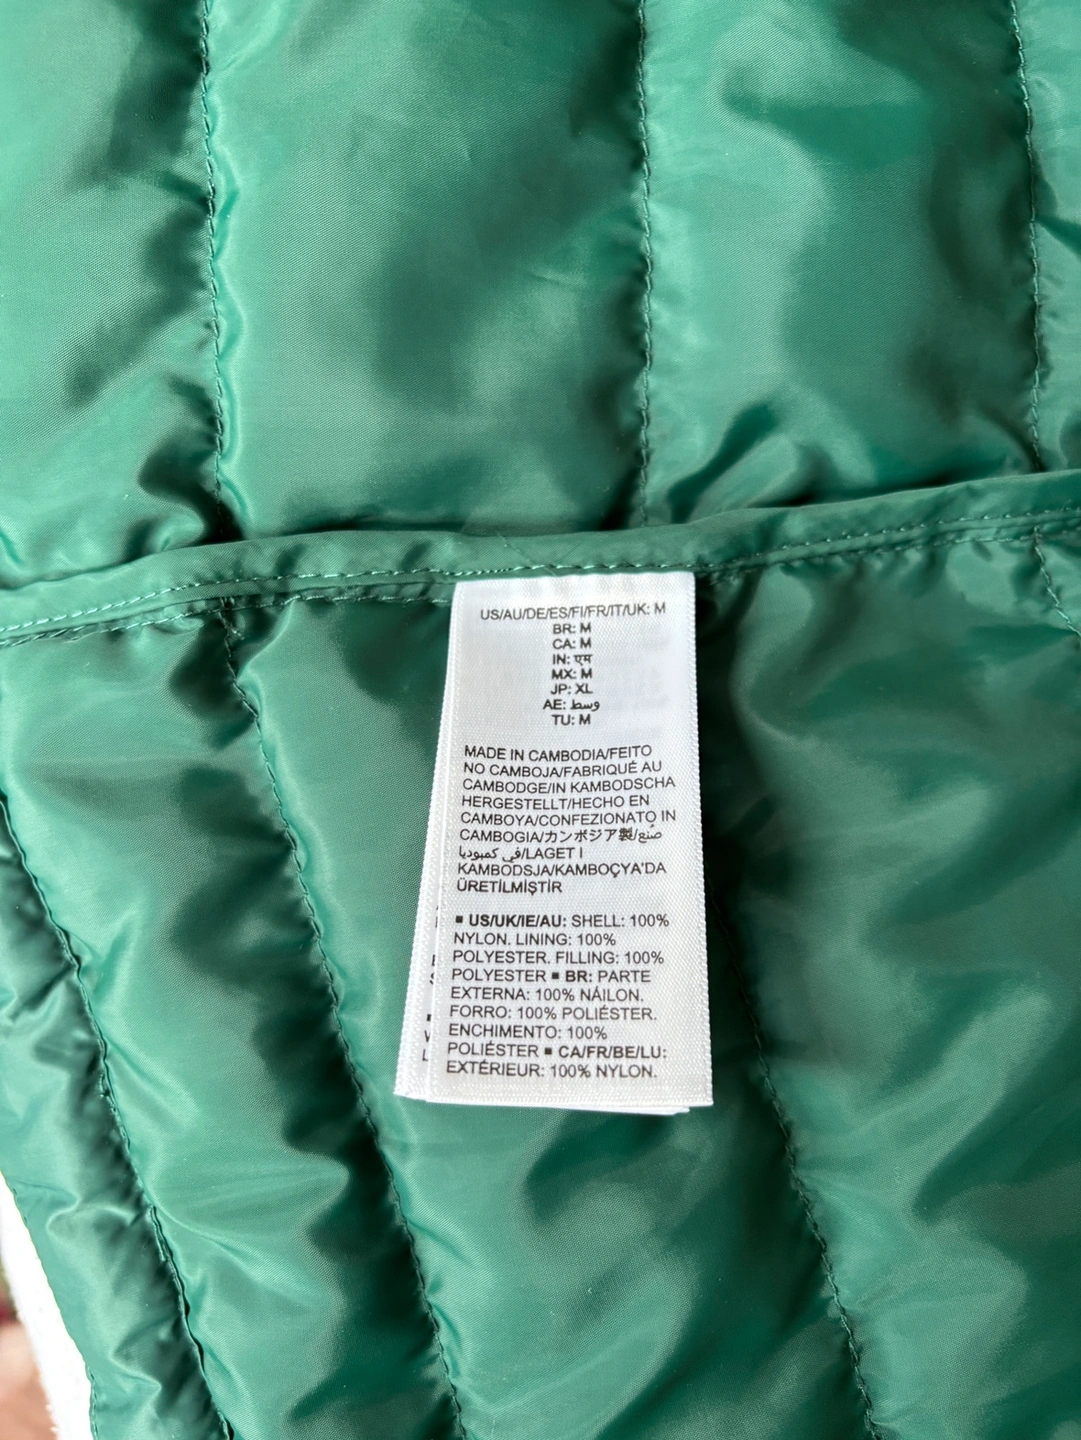 US/AU/DE/ES/FI/FR/IT/UK: M
BR: M
CA: M
IN: एम
MX: M
JP: XL
AE: وسط
TU: M
MADE IN CAMBODIA/FEITO
NO CAMBOJA/FABRIQUÉ AU
CAMBODGE/IN KAMBODSCHA
HERGESTELLT/HECHO EN
CAMBOYA/CONFEZIONATO IN
CAMBOGIA/カンボジア製/صُنع
في كمبوديا/LAGET I
KAMBODSJA/KAMBOÇYA'DA
ÜRETİLMİŞTİR
▪ US/UK/IE/AU: SHELL: 100%
NYLON. LINING: 100%
POLYESTER. FILLING: 100%
POLYESTER ▪ BR: PARTE
EXTERNA: 100% NÁILON.
FORRO: 100% POLIÉSTER.
ENCHIMENTO: 100%
POLIÉSTER ▪ CA/FR/BE/LU:
EXTÉRIEUR: 100% NYLON.